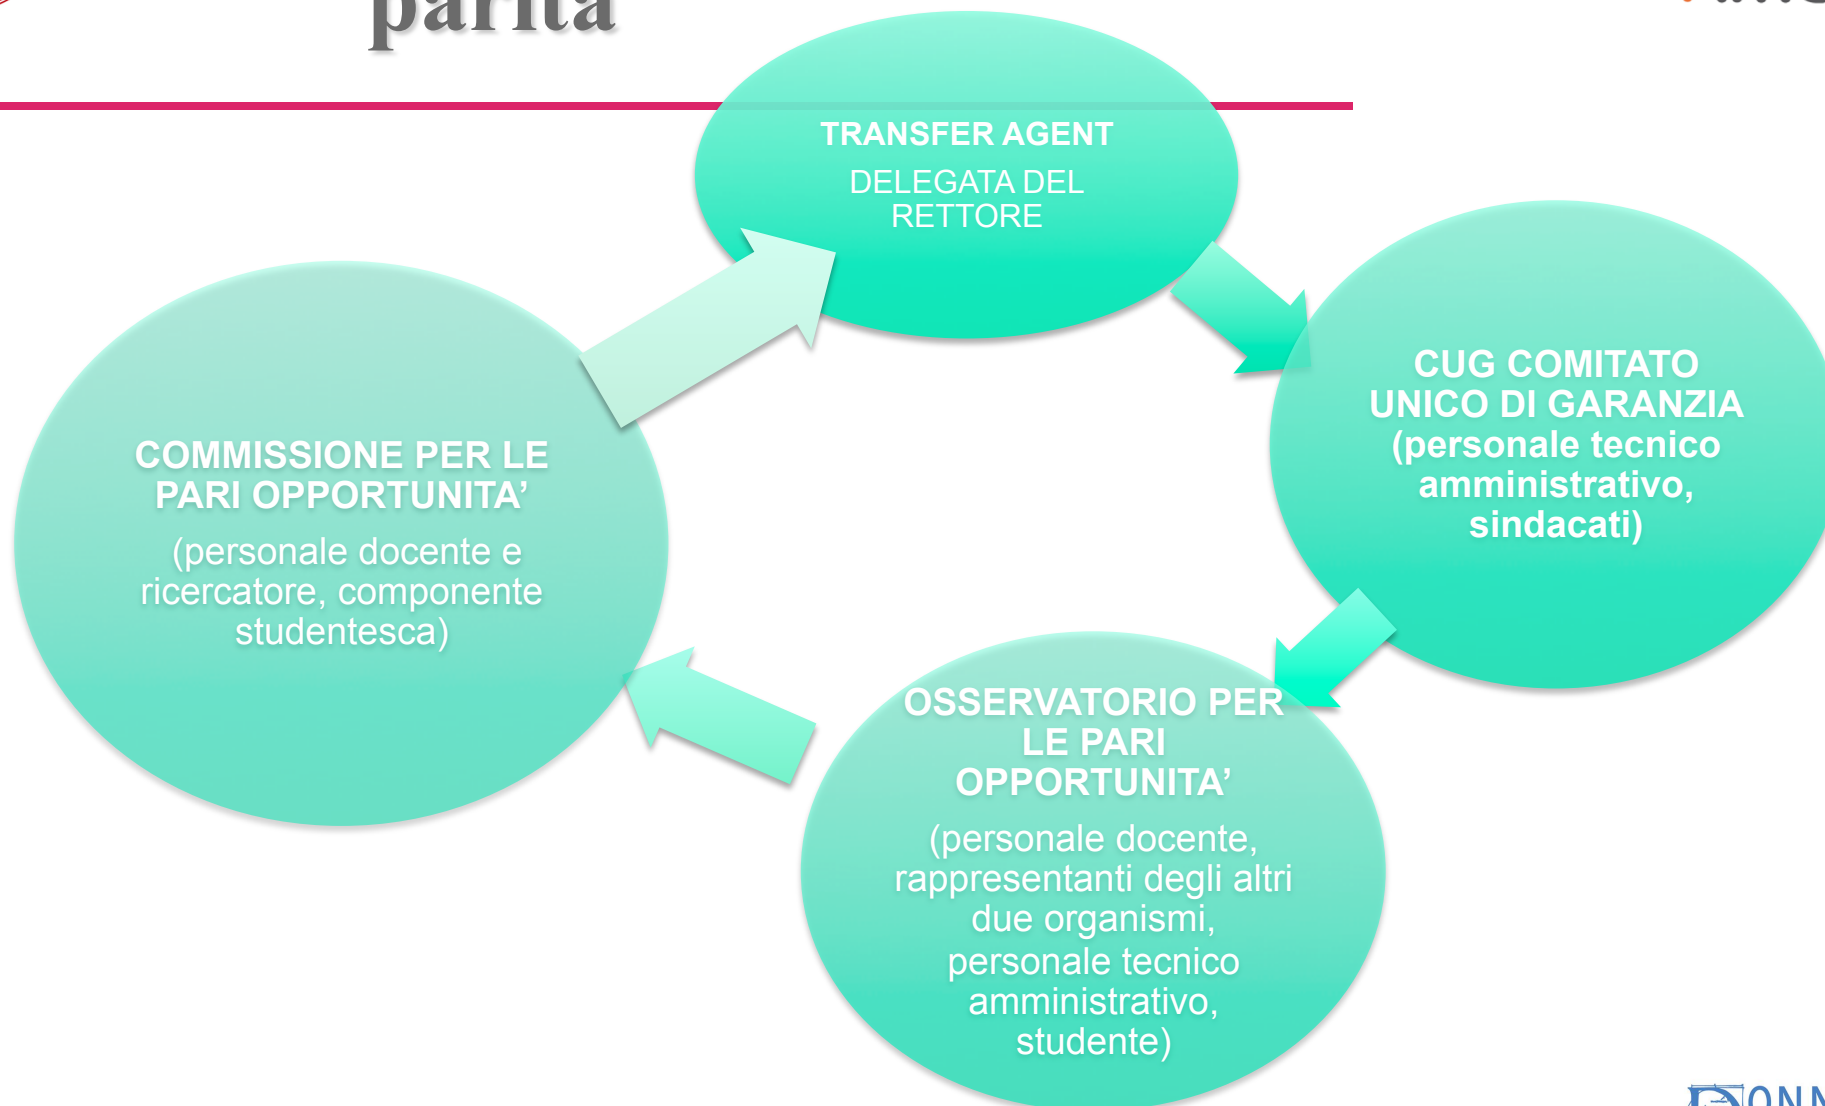 parità
TRANSFER AGENT
DELEGATA DEL
RETTORE
CUG COMITATO
UNICO DI GARANZIA
(personale tecnico
amministrativo,
sindacati)
COMMISSIONE PER LE
PARI OPPORTUNITA’
(personale docente e
ricercatore, componente
studentesca)
OSSERVATORIO PER
LE PARI
OPPORTUNITA’
(personale docente,
rappresentanti degli altri
due organismi,
personale tecnico
amministrativo,
studente)